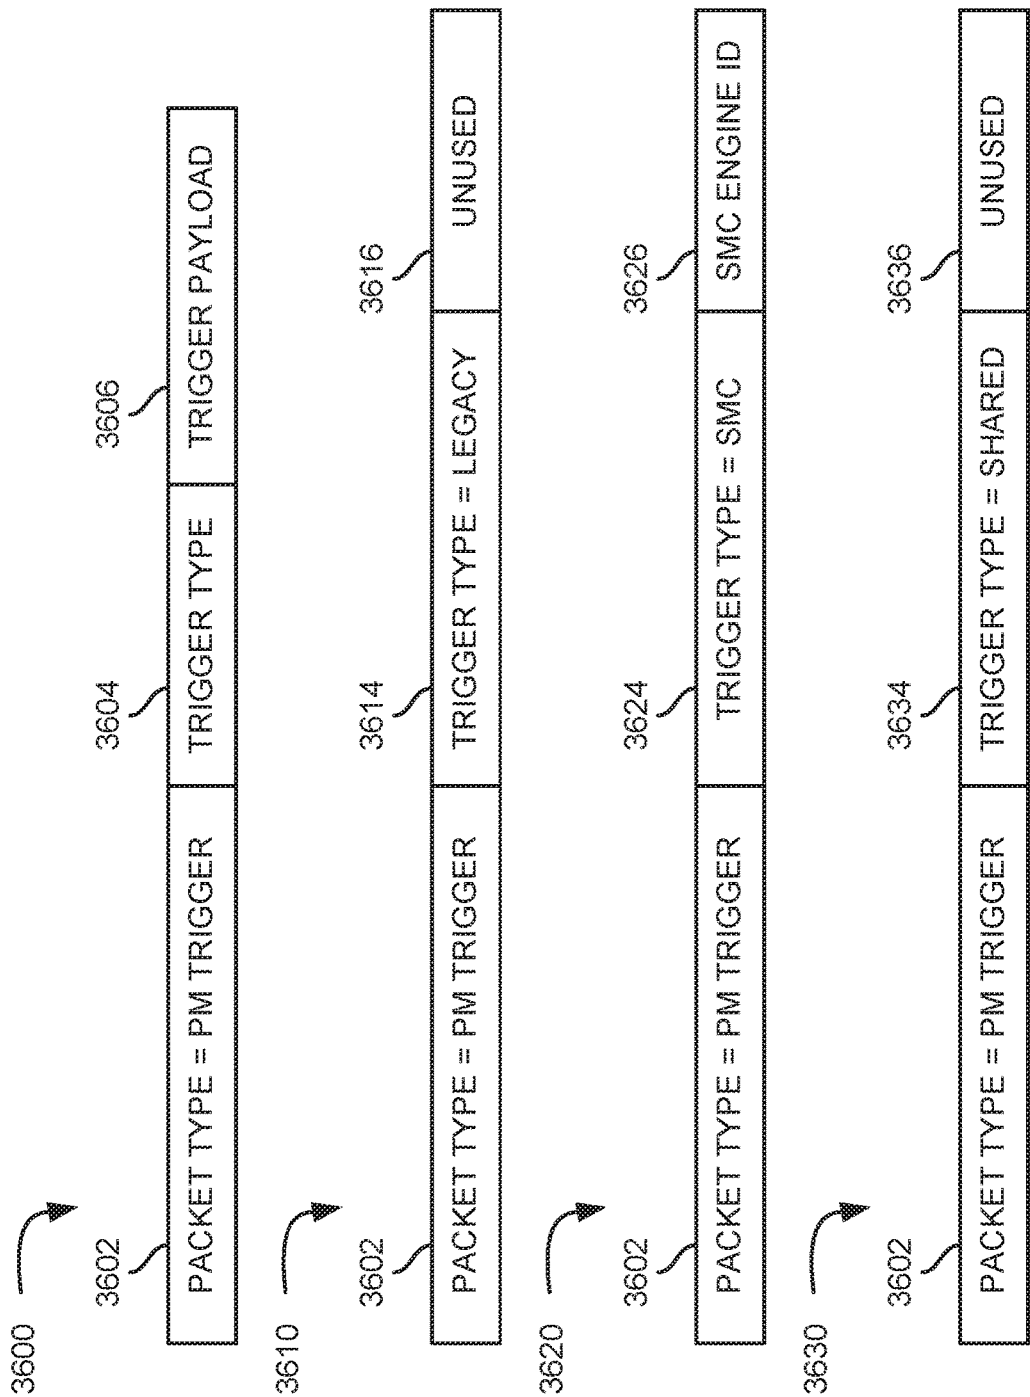 3600
3602
3604
3606
PACKET TYPE = PM TRIGGER
TRIGGER TYPE
TRIGGER PAYLOAD
3610
3602
3614
3616
PACKET TYPE = PM TRIGGER
TRIGGER TYPE = LEGACY
UNUSED
3620
3602
3624
3626
PACKET TYPE = PM TRIGGER
TRIGGER TYPE = SMC
SMC ENGINE ID
3630
3602
3634
3636
PACKET TYPE = PM TRIGGER
TRIGGER TYPE = SHARED
UNUSED